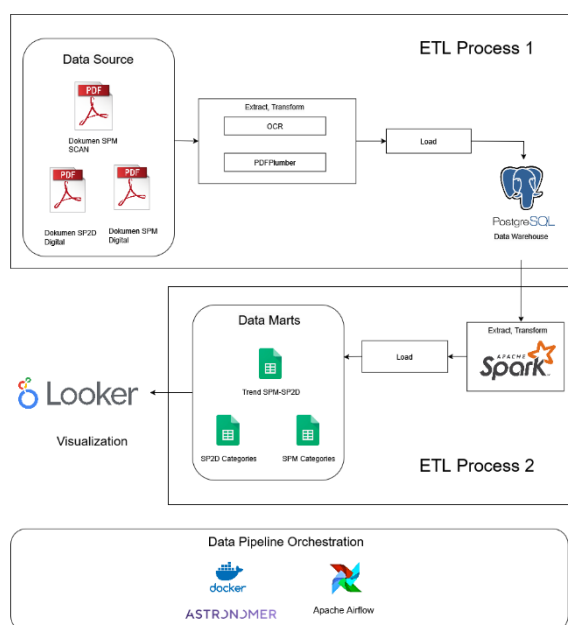 ETL Process 1
Data Source
PDF
Dokumen SPM
SCAN
PDF
PDF
Dokumen SP2D
Digital
Dokumen SPM
Digital
Extract, Transform
OCR
PDFPlumber
Load
PostgreSQL
Data Warehouse
Extract, Transform
APACHE
Spark
Load
Data Marts
Trend SPM-SP2D
SP2D Categories
SPM Categories
Looker
Visualization
ETL Process 2
Data Pipeline Orchestration
docker
ASTRONOMER
Apache Airflow